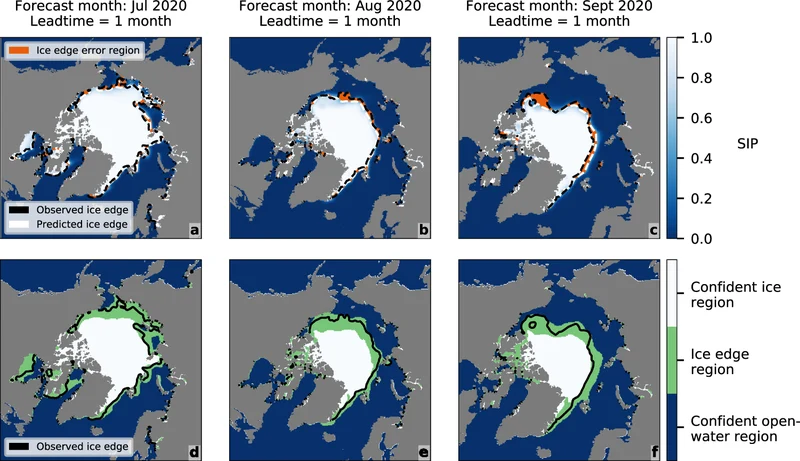 Forecast month: Jul 2020
Leadtime = 1 month
Forecast month: Aug 2020
Leadtime = 1 month
Forecast month: Sept 2020
Leadtime = 1 month
Ice edge error region
Observed ice edge
Predicted ice edge
a
b
c
1.0
0.8
0.6
0.4
0.2
0.0
SIP
Observed ice edge
d
e
f
Confident ice
region
Ice edge
region
Confident open-
water region